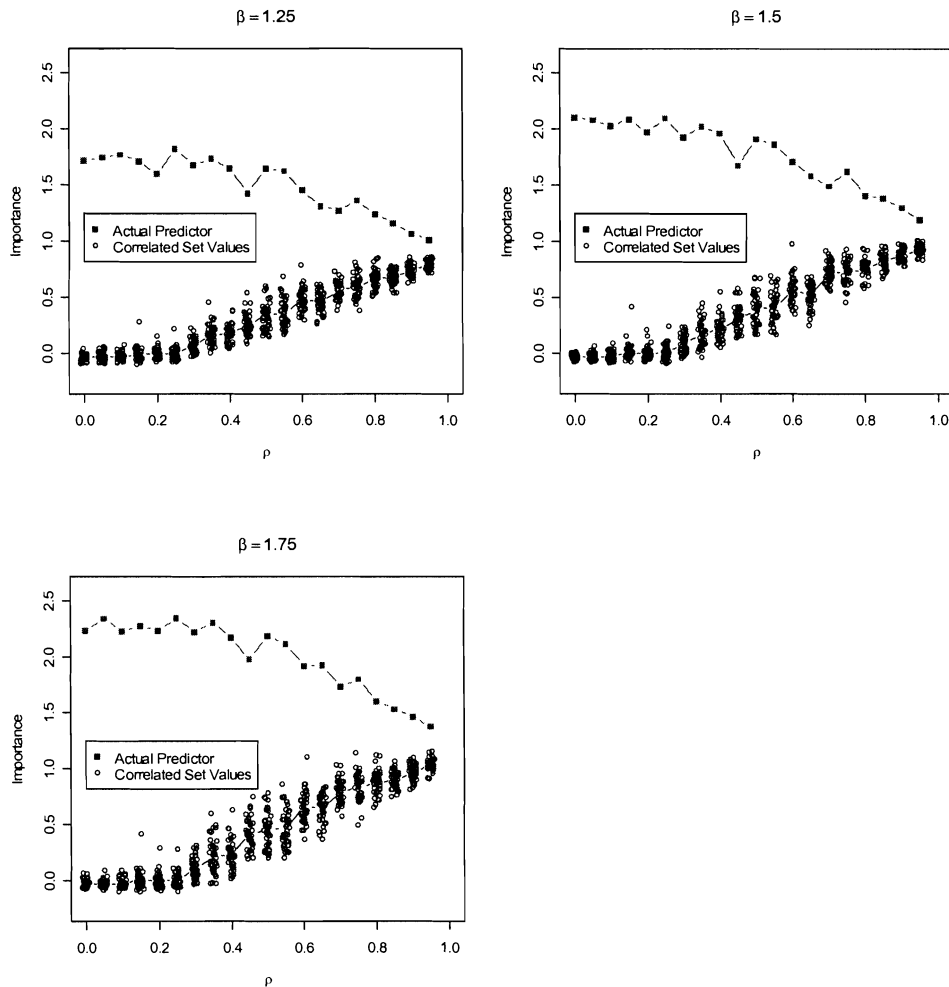 β = 1.25
2.5
2.0
1.5
1.0
0.5
0.0
Importance
Actual Predictor
Correlated Set Values
0.0 0.2 0.4 0.6 0.8 1.0
ρ
β = 1.5
2.5
2.0
1.5
1.0
0.5
0.0
Importance
Actual Predictor
Correlated Set Values
0.0 0.2 0.4 0.6 0.8 1.0
ρ
β = 1.75
2.5
2.0
1.5
1.0
0.5
0.0
Importance
Actual Predictor
Correlated Set Values
0.0 0.2 0.4 0.6 0.8 1.0
ρ